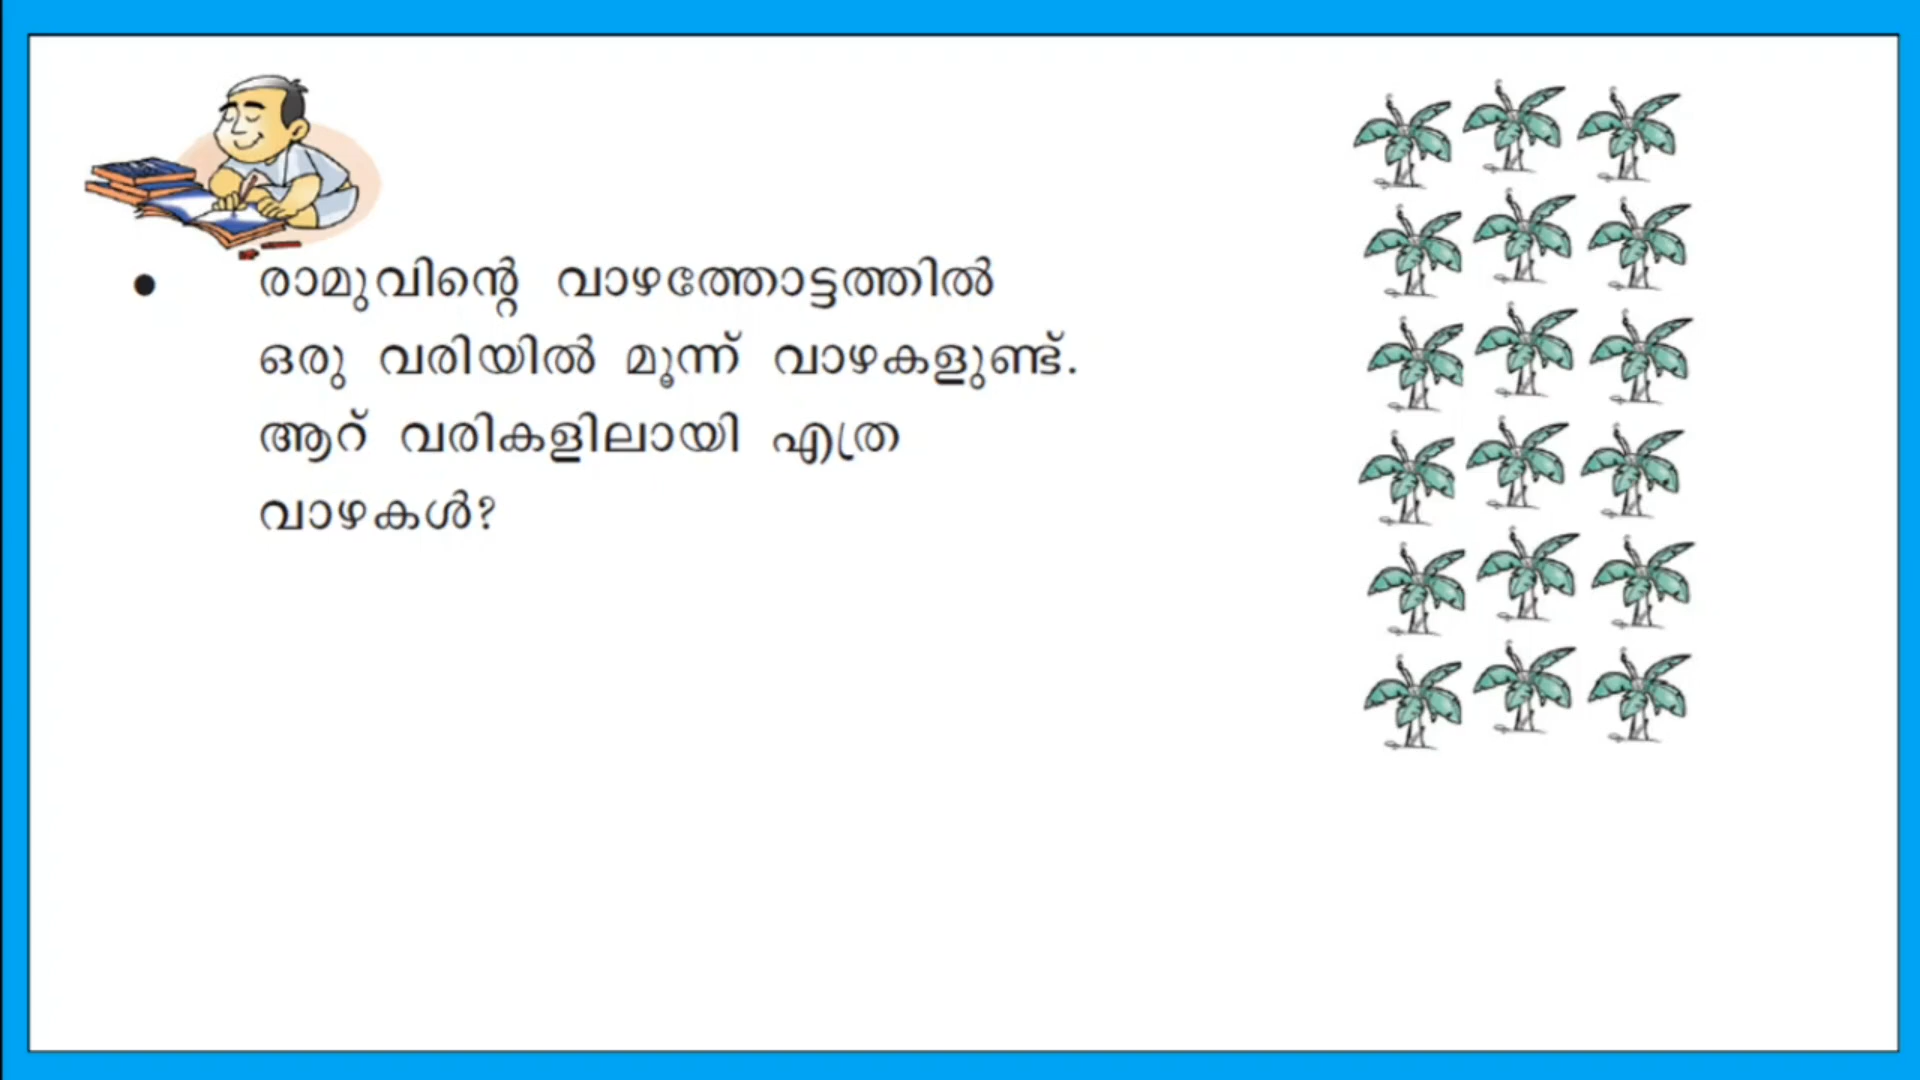 • രാമുവിന്റെ വാഴത്തോട്ടത്തിൽ
ഒരു വരിയിൽ മൂന്ന് വാഴകളുണ്ട്.
ആറ് വരികളിലായി എത്ര
വാഴകൾ?